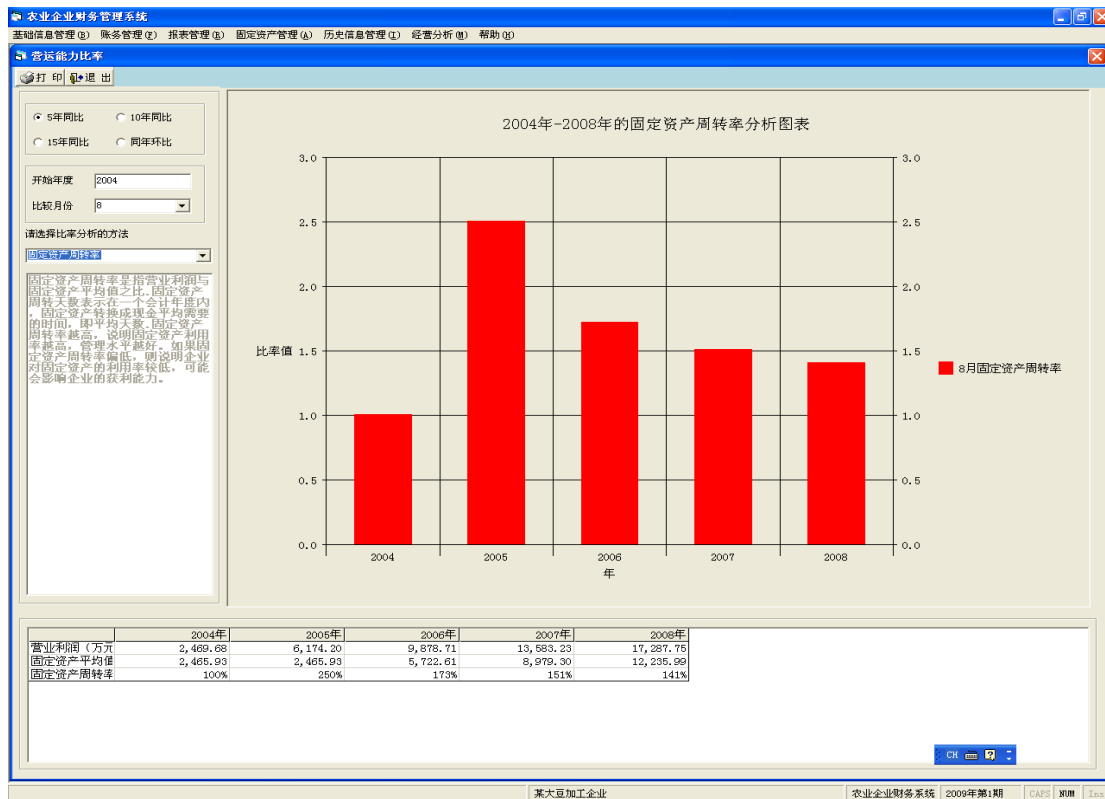 农业企业财务管理系统
基础信息管理(B) 账务管理(F) 报表管理(R) 固定资产管理(A) 历史信息管理(I) 经营分析(M) 帮助(H)
营运能力比率
打 印 退 出
5年同比 10年同比
15年同比 同年环比
开始年度 2004
比较月份 8
请选择比率分析的方法
固定资产周转率
固定资产周转率是指营业利润与
固定资产平均值之比.固定资产
周转天数表示在一个会计年度内
，固定资产转换成现金平均需要
的时间，即平均天数.固定资产
周转率越高，说明固定资产利用
率越高，管理水平越好。如果固
定资产周转率偏低，则说明企业
对固定资产的利用率较低，可能
会影响企业的获利能力。
2004年-2008年的固定资产周转率分析图表
3.0 3.0
2.5 2.5
2.0 2.0
比率值 1.5 1.5
8月固定资产周转率
1.0 1.0
0.5 0.5
0.0 0.0
2004 2005 2006 2007 2008
年
2004年 2005年 2006年 2007年 2008年
营业利润（万元 2,469.68 6,174.20 9,878.71 13,583.23 17,287.75
固定资产平均值 2,465.93 2,465.93 5,722.61 8,979.30 12,235.99
固定资产周转率 100% 250% 173% 151% 141%
CH
某大豆加工企业 农业企业财务系统 2009年第1期 CAPS NUM Ins